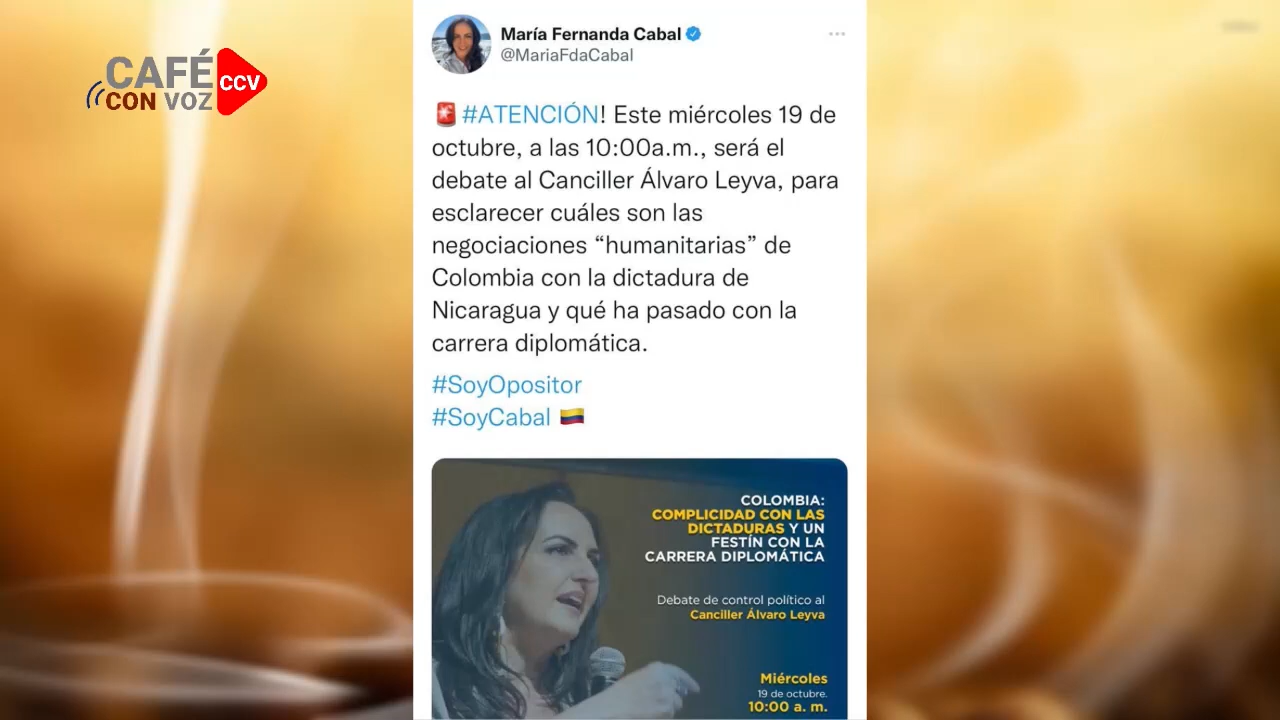 CAFÉ
CON VOZ
CCV
María Fernanda Cabal
@MariaFdaCabal
#ATENCIÓN! Este miércoles 19 de
octubre, a las 10:00a.m., será el
debate al Canciller Álvaro Leyva, para
esclarecer cuáles son las
negociaciones “humanitarias” de
Colombia con la dictadura de
Nicaragua y qué ha pasado con la
carrera diplomática.
#SoyOpositor
#SoyCabal
COLOMBIA:
COMPLICIDAD CON LAS
DICTADURAS Y UN
FESTÍN CON LA
CARRERA DIPLOMÁTICA
Debate de control político al
Canciller Álvaro Leyva
Miércoles
19 de octubre.
10:00 a. m.